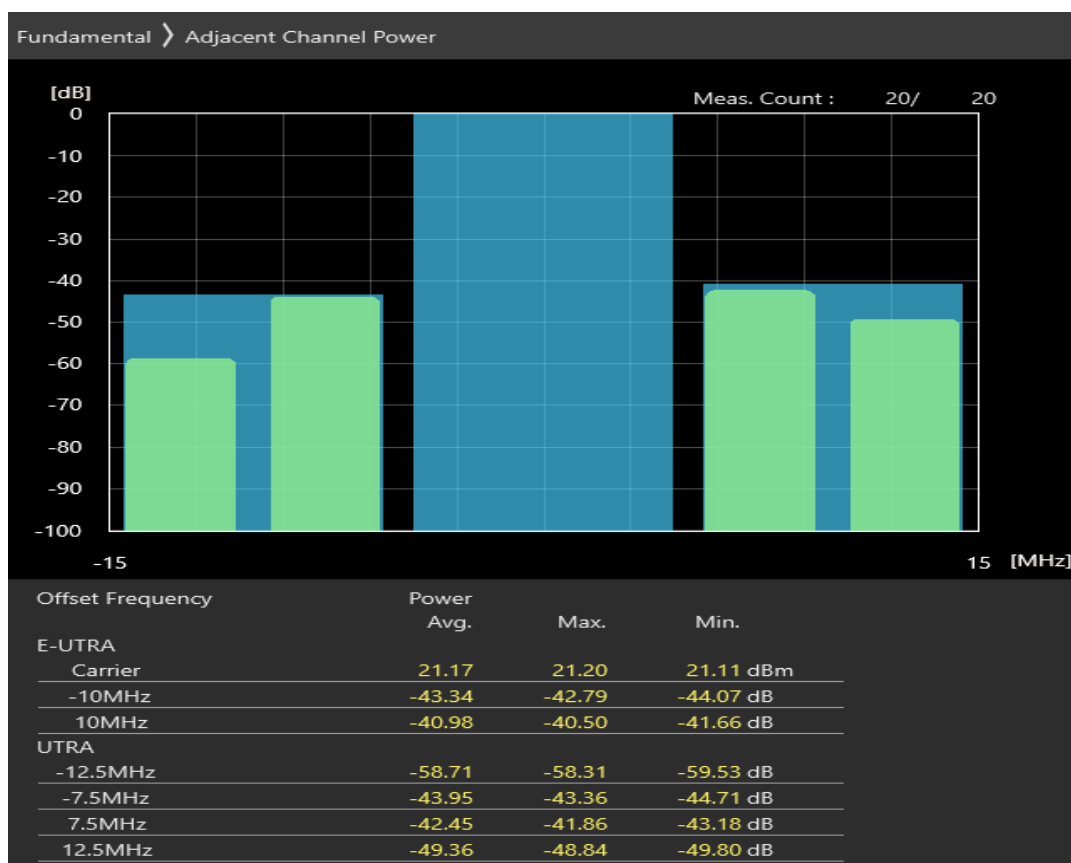 Fundamental 〉 Adjacent Channel Power
[dB]
Meas. Count : 20/ 20
0
-10
-20
-30
-40
-50
-60
-70
-80
-90
-100
-15 15 [MHz]
Offset Frequency Power
Avg. Max. Min.
E-UTRA
Carrier 21.17 21.20 21.11 dBm
-10MHz -43.34 -42.79 -44.07 dB
10MHz -40.98 -40.50 -41.66 dB
UTRA
-12.5MHz -58.71 -58.31 -59.53 dB
-7.5MHz -43.95 -43.36 -44.71 dB
7.5MHz -42.45 -41.86 -43.18 dB
12.5MHz -49.36 -48.84 -49.80 dB